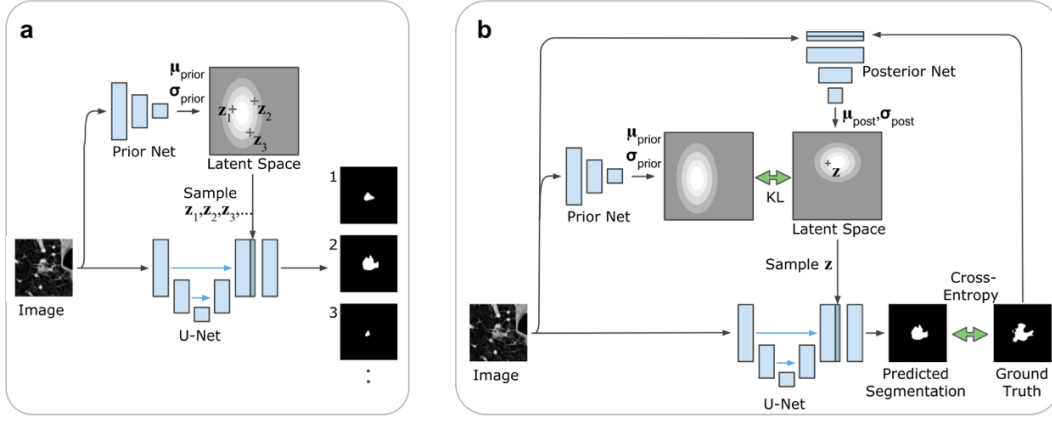 a
μprior
σprior
z1
z2
z3
Prior Net
Latent Space
Sample
z1,z2,z3,...
1
2
3
Image
U-Net
⋮
b
Posterior Net
μpost,σpost
μprior
σprior
z
KL
Prior Net
Latent Space
Sample z
Cross-
Entropy
Image
U-Net
Predicted
Segmentation
Ground
Truth